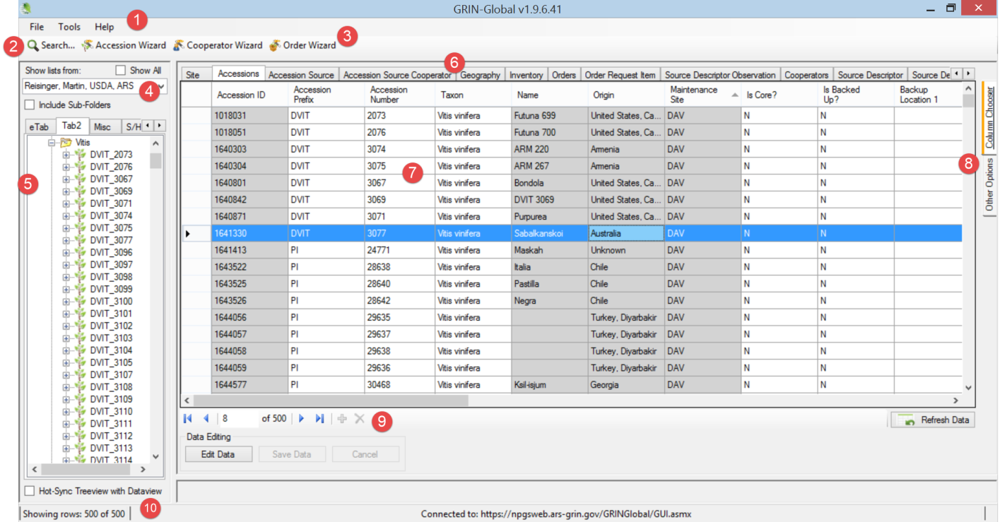 GRIN-Global v1.9.6.41
File Tools Help 1
2 Search... Accession Wizard Cooperator Wizard Order Wizard 3
Show lists from: Show All
Reisinger, Martin, USDA, ARS 4
Include Sub-Folders
eTab Tab2 Misc S/H
Vitis
DVIT_2073
DVIT_2076
DVIT_3067
5
DVIT_3069
DVIT_3071
DVIT_3074
DVIT_3075
DVIT_3077
DVIT_3096
DVIT_3097
DVIT_3098
DVIT_3099
DVIT_3100
DVIT_3101
DVIT_3102
DVIT_3103
DVIT_3104
DVIT_3105
DVIT_3107
DVIT_3108
DVIT_3109
DVIT_3110
DVIT_3111
DVIT_3112
DVIT_3113
DVIT_3114
Hot-Sync Treeview with Dataview
6
Site Accessions Accession Source Accession Source Cooperator Geography Inventory Orders Order Request Item Source Descriptor Observation Cooperators Source Descriptor Source De
Accession ID Accession Prefix Accession Number Taxon Name Origin Maintenance Site Is Core? Is Backed Up? Backup Location 1
1018031 DVIT 2073 Vitis vinifera Futuna 699 United States, Ca... DAV N N
1018051 DVIT 2076 Vitis vinifera Futuna 700 United States, Ca... DAV N N
1640303 DVIT 3074 Vitis vinifera ARM 220 Armenia DAV N N
1640304 DVIT 3075 Vitis vinifera ARM 267 Armenia DAV N N
7
1640801 DVIT 3067 Vitis vinifera Bondola United States, Ca... DAV N N
1640842 DVIT 3069 Vitis vinifera DVIT 3069 United States, Ca... DAV N N
1640871 DVIT 3071 Vitis vinifera Purpurea United States, Ca... DAV N N
1641330 DVIT 3077 Vitis vinifera Sabalkanskoi Australia DAV N N
1641413 PI 24771 Vitis vinifera Maskah Unknown DAV N N
1643522 PI 28638 Vitis vinifera Italia Chile DAV N N
1643525 PI 28640 Vitis vinifera Pastilla Chile DAV N N
1643526 PI 28642 Vitis vinifera Negra Chile DAV N N
1644056 PI 29635 Vitis vinifera Turkey, Diyarbakir DAV N N
1644057 PI 29637 Vitis vinifera Turkey, Diyarbakir DAV N N
1644058 PI 29638 Vitis vinifera Turkey, Diyarbakir DAV N N
1644059 PI 29636 Vitis vinifera Turkey, Diyarbakir DAV N N
1644577 PI 30468 Vitis vinifera Ksil-isjum Georgia DAV N N
Column Chooser
8
Other Options
8 of 500 9 Refresh Data
Data Editing
Edit Data Save Data Cancel
Showing rows: 500 of 500 10 Connected to: https://npgsweb.ars-grin.gov/GRINGlobal/GUI.asmx